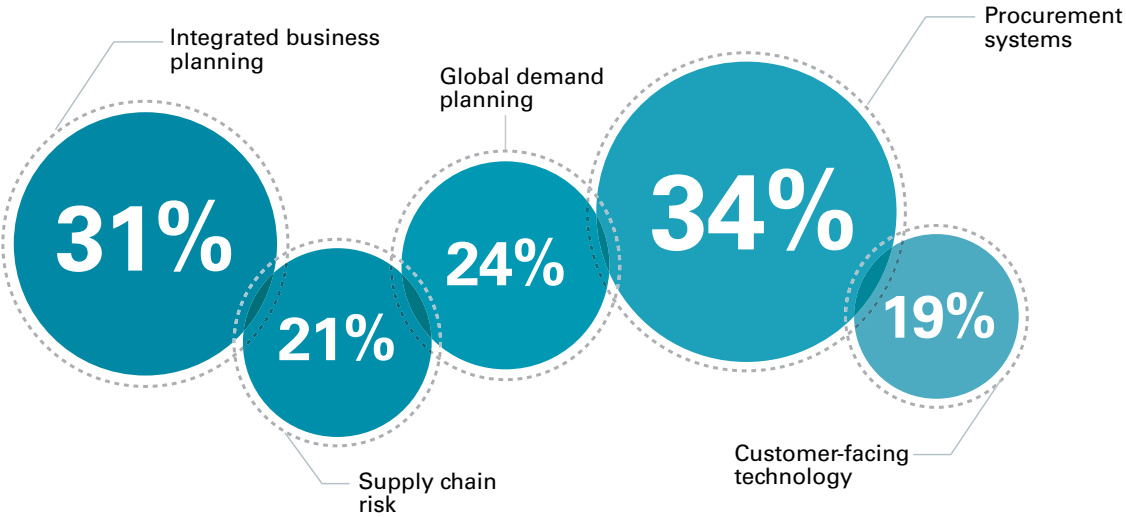 Integrated business
planning
31%
21%
Supply chain
risk
Global demand
planning
24%
Procurement
systems
34%
19%
Customer-facing
technology